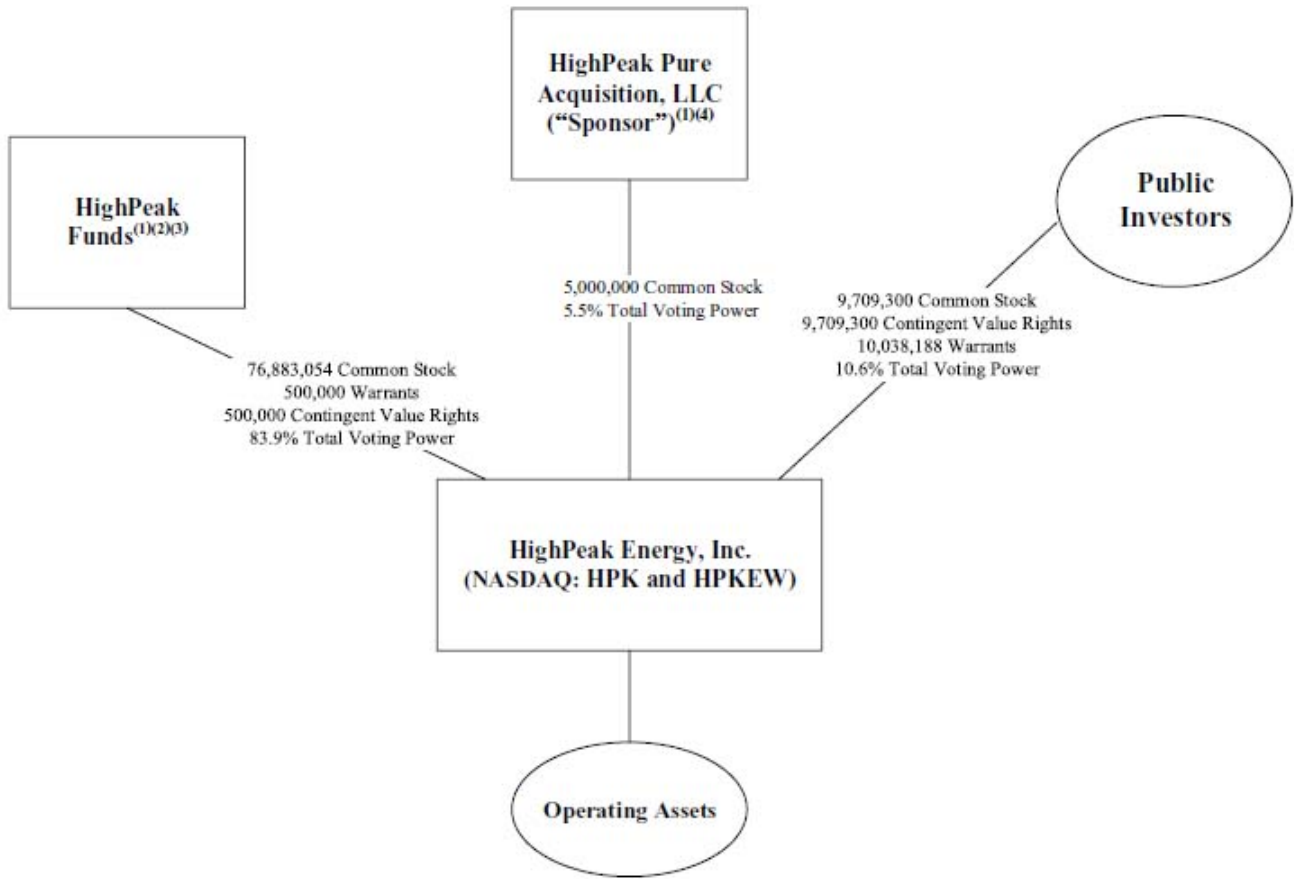 HighPeak Pure
Acquisition, LLC
(“Sponsor”)(1)(4)
HighPeak
Funds(1)(2)(3)
Public
Investors
5,000,000 Common Stock
5.5% Total Voting Power
9,709,300 Common Stock
9,709,300 Contingent Value Rights
10,038,188 Warrants
10.6% Total Voting Power
76,883,054 Common Stock
500,000 Warrants
500,000 Contingent Value Rights
83.9% Total Voting Power
HighPeak Energy, Inc.
(NASDAQ: HPK and HPKEW)
Operating Assets